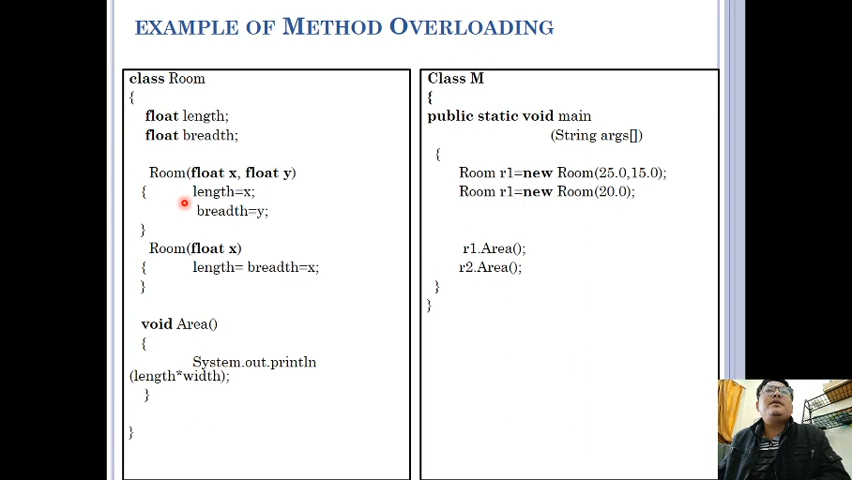 EXAMPLE OF METHOD OVERLOADING
class Room
{
float length;
float breadth;
Room(float x, float y)
{ length=x;
breadth=y;
}
Room(float x)
{ length= breadth=x;
}
void Area()
{
System.out.println
(length*width);
}
}
Class M
{
public static void main
(String args[])
{
Room r1=new Room(25.0,15.0);
Room r1=new Room(20.0);
r1.Area();
r2.Area();
}
}